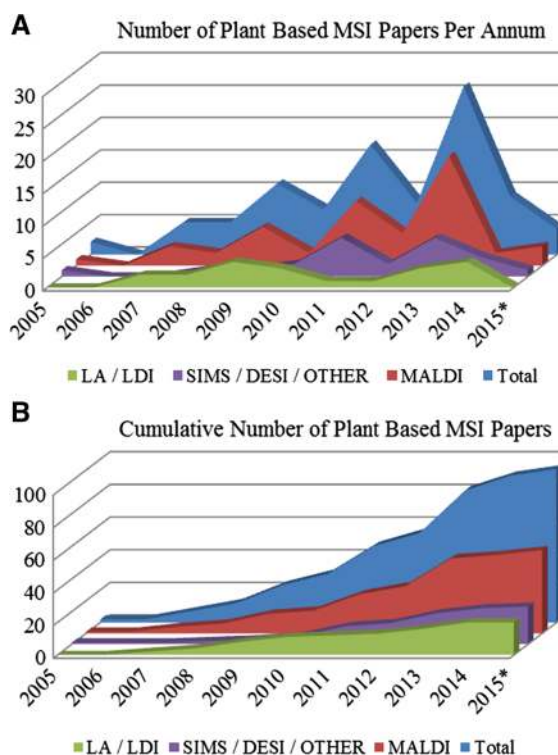 A
Number of Plant Based MSI Papers Per Annum
30
25
20
15
10
5
0
2005 2006 2007 2008 2009 2010 2011 2012 2013 2014 2015*
LA / LDI SIMS / DESI / OTHER MALDI Total
B
Cumulative Number of Plant Based MSI Papers
100
80
60
40
20
0
2005 2006 2007 2008 2009 2010 2011 2012 2013 2014 2015*
LA / LDI SIMS / DESI / OTHER MALDI Total